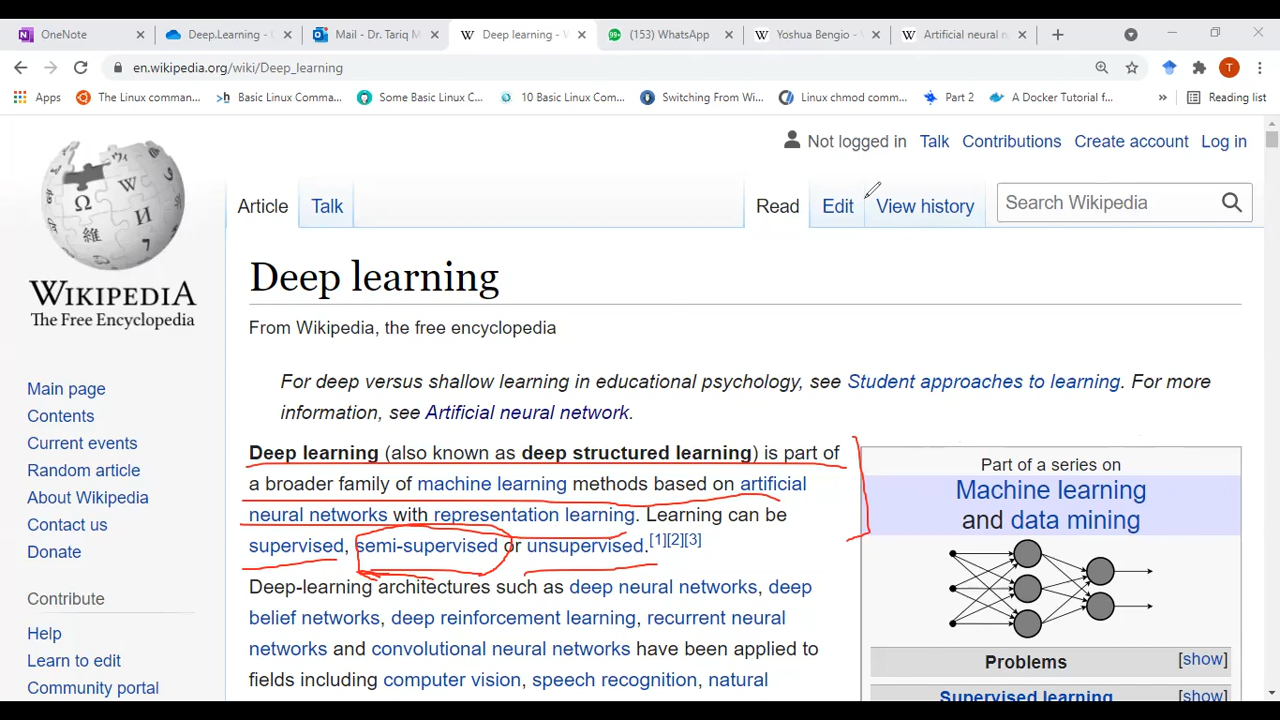 OneNote
Deep.Learning -
Mail - Dr. Tariq M
Deep learning - W
(153) WhatsApp
Yoshua Bengio -
Artificial neural n
en.wikipedia.org/wiki/Deep_learning
T
Apps
The Linux comman...
Basic Linux Comma...
Some Basic Linux C...
10 Basic Linux Com...
Switching From Wi...
Linux chmod comm...
Part 2
A Docker Tutorial f...
»
Reading list
Not logged in Talk Contributions Create account Log in
Article Talk
Read Edit View history
Search Wikipedia
WIKIPEDIA
The Free Encyclopedia
Main page
Contents
Current events
Random article
About Wikipedia
Contact us
Donate
Contribute
Help
Learn to edit
Community portal
Deep learning
From Wikipedia, the free encyclopedia
For deep versus shallow learning in educational psychology, see Student approaches to learning. For more
information, see Artificial neural network.
Deep learning (also known as deep structured learning) is part of
a broader family of machine learning methods based on artificial
neural networks with representation learning. Learning can be
supervised, semi-supervised or unsupervised.[1][2][3]
Deep-learning architectures such as deep neural networks, deep
belief networks, deep reinforcement learning, recurrent neural
networks and convolutional neural networks have been applied to
fields including computer vision, speech recognition, natural
Part of a series on
Machine learning
and data mining
Problems [show]
Supervised learning [show]